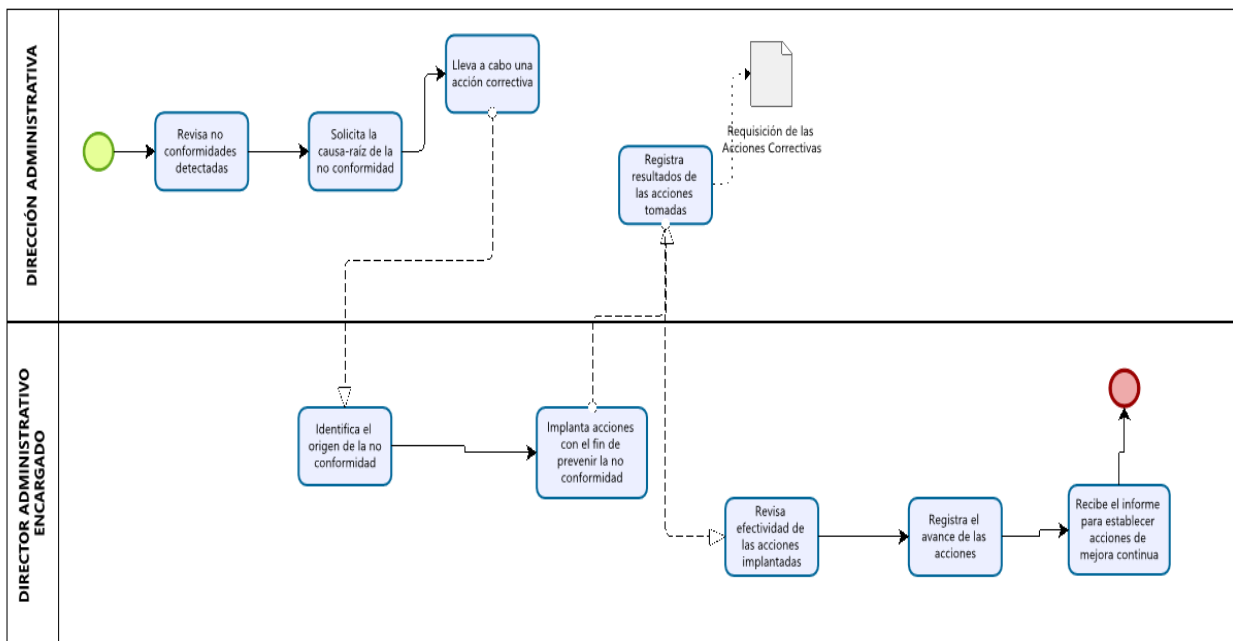 DIRECCIÓN ADMINISTRATIVA
Revisa no
conformidades
detectadas
Solicita la
causa-raíz de la
no conformidad
Lleva a cabo una
acción correctiva
Registra
resultados de
las acciones
tomadas
Requisición de las
Acciones Correctivas
DIRECTOR ADMINISTRATIVO
ENCARGADO
Identifica el
origen de la no
conformidad
Implanta acciones
con el fin de
prevenir la no
conformidad
Revisa
efectividad de
las acciones
implantadas
Registra el
avance de las
acciones
Recibe el informe
para establecer
acciones de
mejora continua